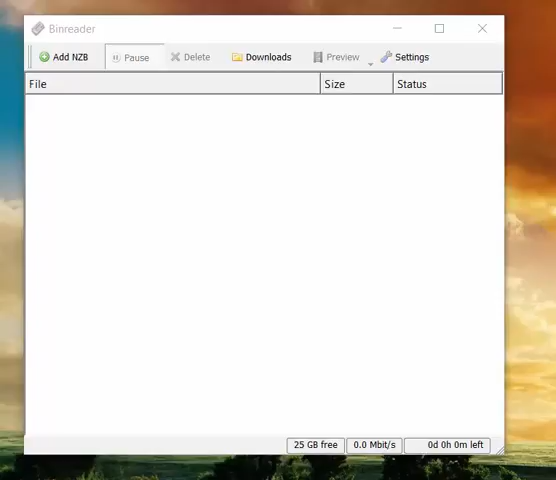 Binreader
Add NZB Pause Delete Downloads Preview Settings
File Size Status
25 GB free 0.0 Mbit/s 0d 0h 0m left